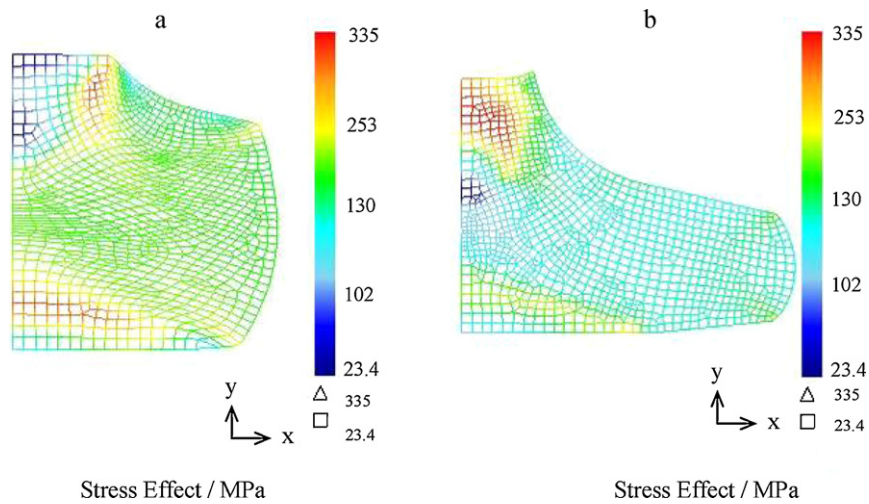 a
335
253
130
102
23.4
△ 335
□ 23.4
y
x
Stress Effect / MPa
b
335
253
130
102
23.4
△ 335
□ 23.4
y
x
Stress Effect / MPa